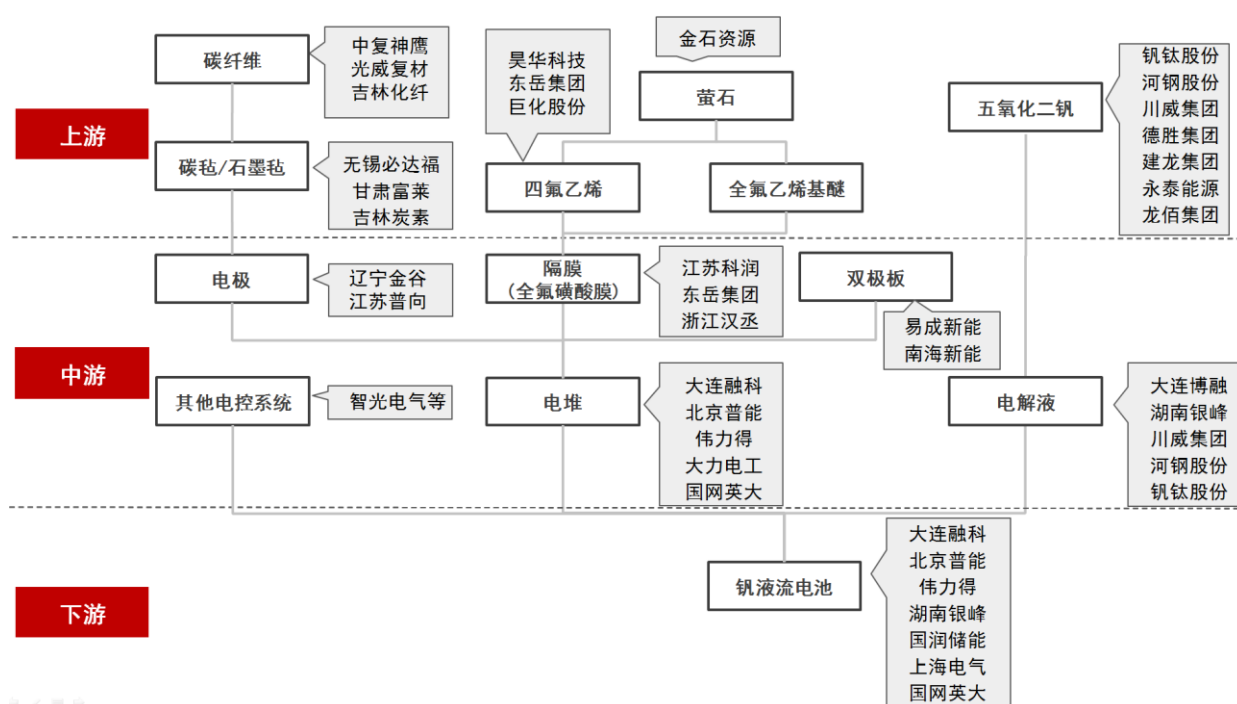 上游
碳纤维
中复神鹰
光威复材
吉林化纤
碳毡/石墨毡
无锡必达福
甘肃富莱
吉林炭素
昊华科技
东岳集团
巨化股份
金石资源
萤石
四氟乙烯
全氟乙烯基醚
五氧化二钒
钒钛股份
河钢股份
川威集团
德胜集团
建龙集团
永泰能源
龙佰集团
中游
电极
辽宁金谷
江苏普向
隔膜
(全氟磺酸膜)
江苏科润
东岳集团
浙江汉丞
双极板
易成新能
南海新能
其他电控系统
智光电气等
电堆
大连融科
北京普能
伟力得
大力电工
国网英大
电解液
大连博融
湖南银峰
川威集团
河钢股份
钒钛股份
下游
钒液流电池
大连融科
北京普能
伟力得
湖南银峰
国润储能
上海电气
国网英大